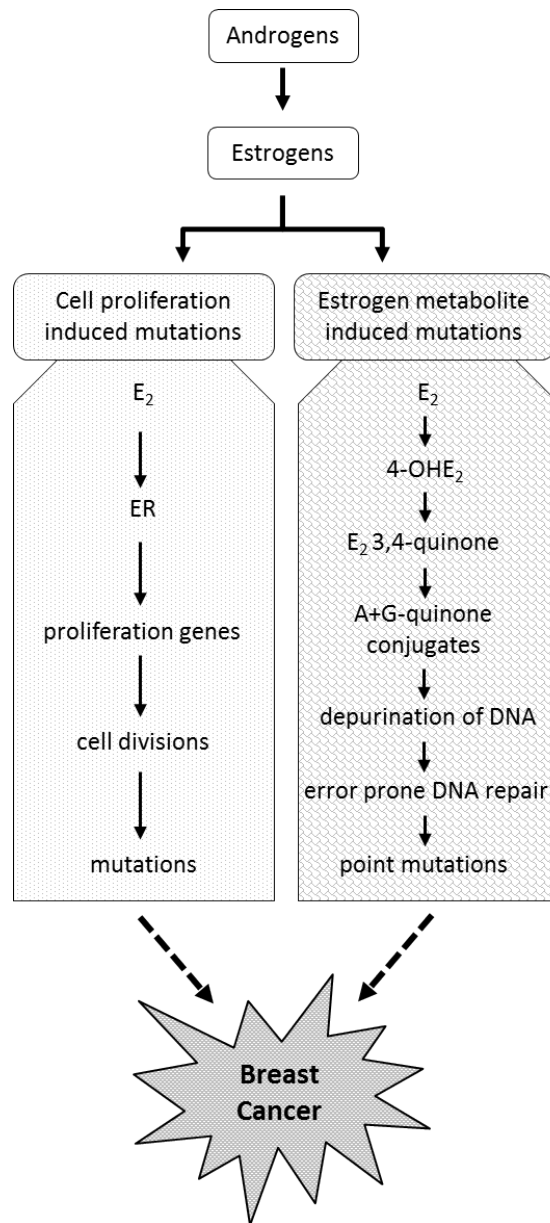 Androgens
Estrogens
Cell proliferation
induced mutations
E₂
ER
proliferation genes
cell divisions
mutations
Estrogen metabolite
induced mutations
E₂
4-OHE₂
E₂ 3,4-quinone
A+G-quinone
conjugates
depurination of DNA
error prone DNA repair
point mutations
Breast
Cancer